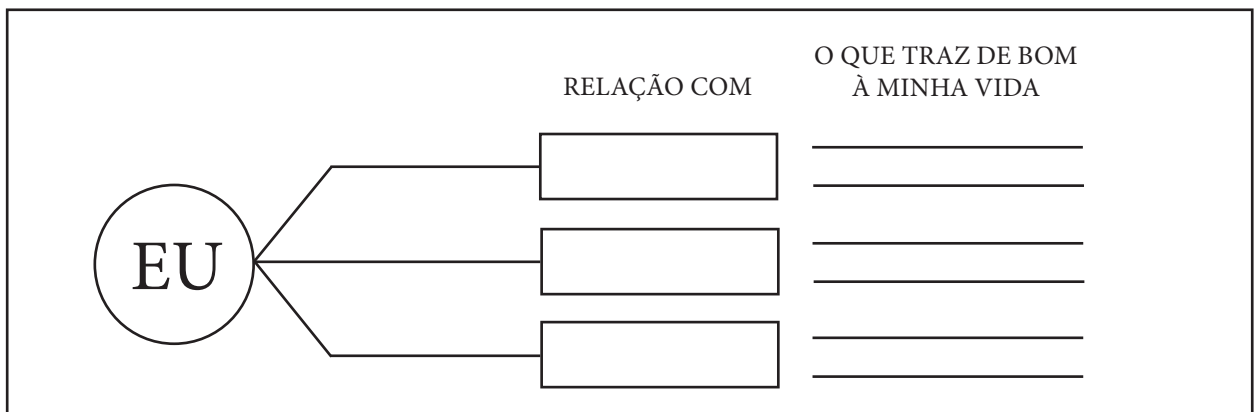 O QUE TRAZ DE BOM
À MINHA VIDA
RELAÇÃO COM
EU